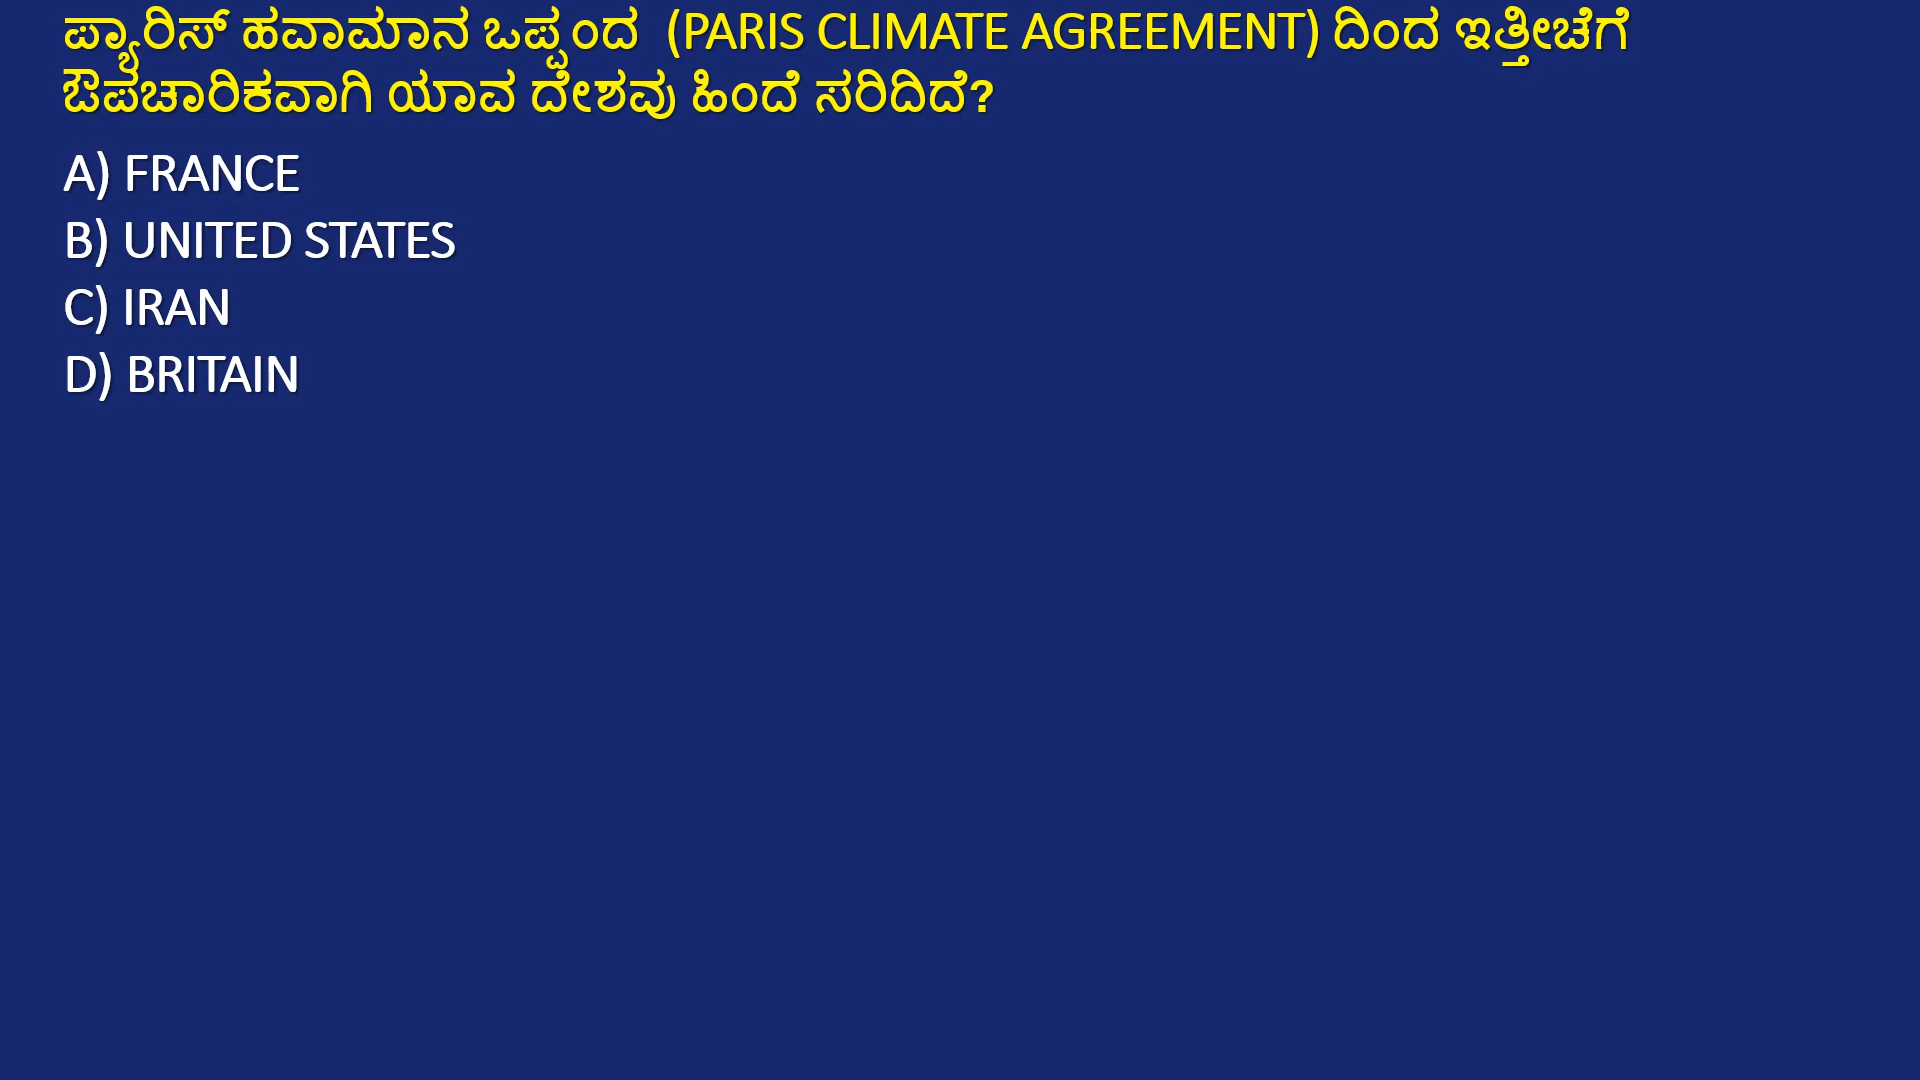 ಪ್ಯಾರಿಸ್ ಹವಾಮಾನ ಒಪ್ಪಂದ (PARIS CLIMATE AGREEMENT) ದಿಂದ ಇತ್ತೀಚೆಗೆ
ಔಪಚಾರಿಕವಾಗಿ ಯಾವ ದೇಶವು ಹಿಂದೆ ಸರಿದಿದೆ?
A) FRANCE
B) UNITED STATES
C) IRAN
D) BRITAIN